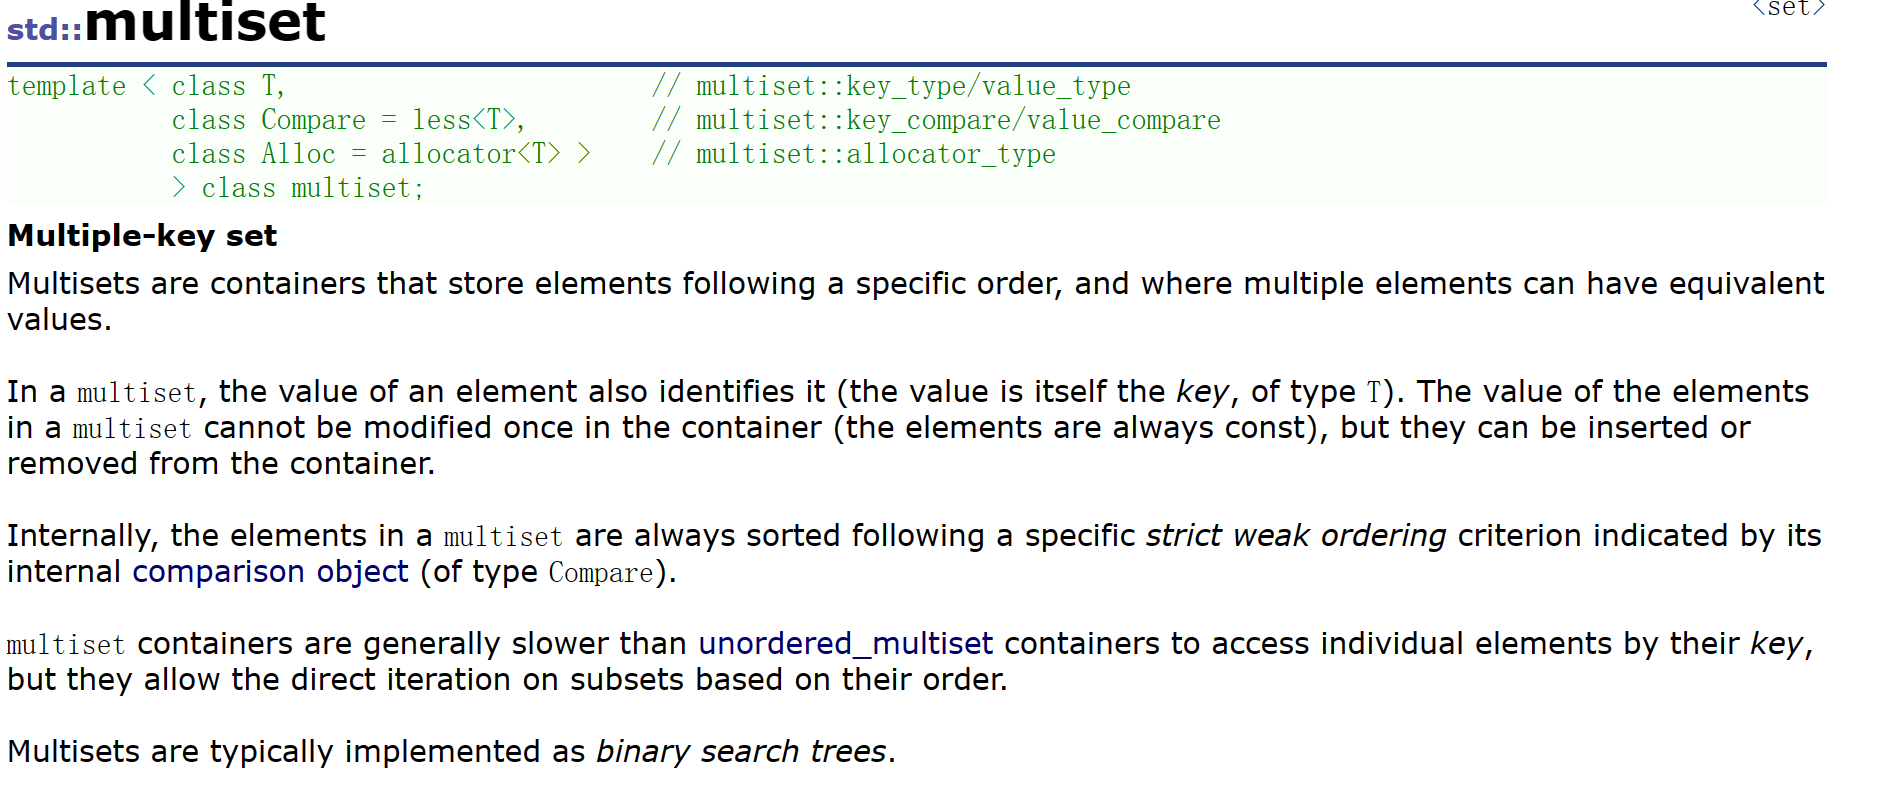 std::multiset <set>
template < class T, // multiset::key_type/value_type
class Compare = less<T>, // multiset::key_compare/value_compare
class Alloc = allocator<T> > // multiset::allocator_type
> class multiset;
Multiple-key set
Multisets are containers that store elements following a specific order, and where multiple elements can have equivalent
values.
In a multiset, the value of an element also identifies it (the value is itself the key, of type T). The value of the elements
in a multiset cannot be modified once in the container (the elements are always const), but they can be inserted or
removed from the container.
Internally, the elements in a multiset are always sorted following a specific strict weak ordering criterion indicated by its
internal comparison object (of type Compare).
multiset containers are generally slower than unordered_multiset containers to access individual elements by their key,
but they allow the direct iteration on subsets based on their order.
Multisets are typically implemented as binary search trees.